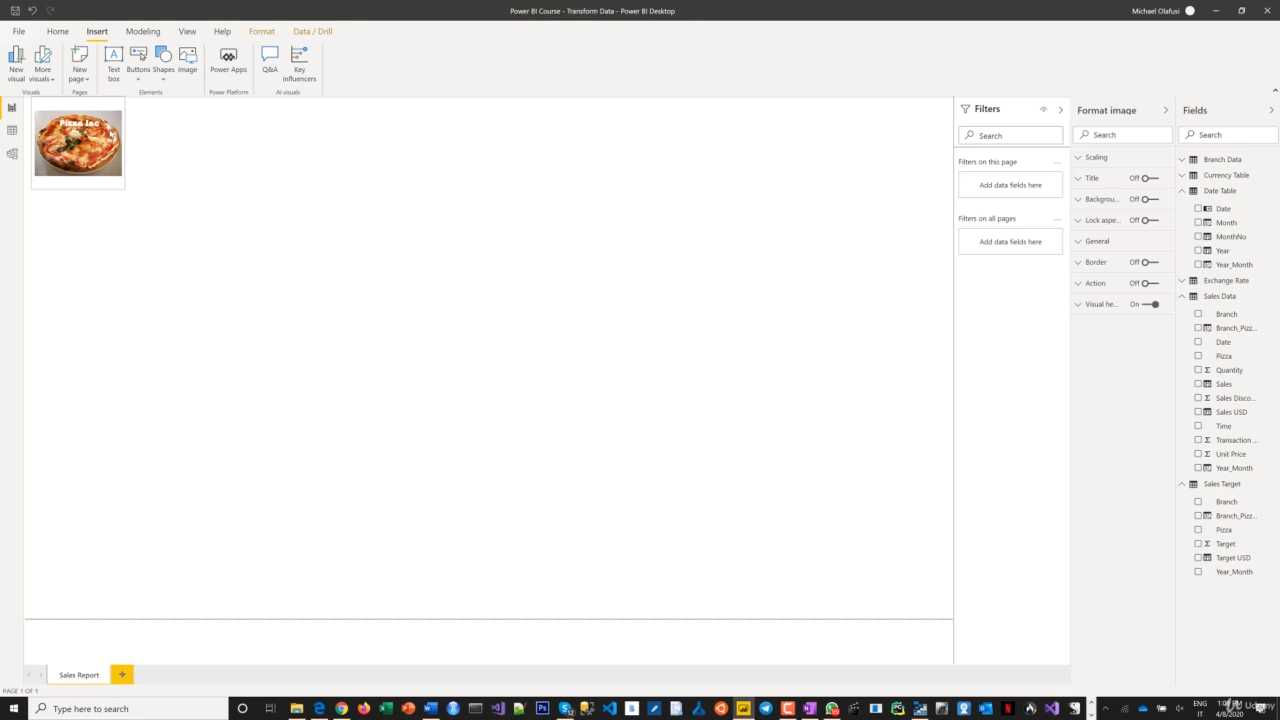 Power BI Course - Transform Data - Power BI Desktop
Michael Olafusi
File
Home
Insert
Modeling
View
Help
Format
Data / Drill
New visual
More visuals
New page
Text box
Buttons
Shapes
Image
Power Apps
Q&A
Key influencers
Visuals
Pages
Elements
Power Platform
AI visuals
Pizza Inc
Filters
Search
Filters on this page
...
Add data fields here
Filters on all pages
...
Add data fields here
Format image
Search
Scaling
Title Off
Backgrou... Off
Lock aspe... Off
General
Border Off
Action Off
Visual he... On
Fields
Search
Branch Data
Currency Table
Date Table
Date
Month
MonthNo
Year
Year_Month
Exchange Rate
Sales Data
Branch
Branch_Pizz...
Date
Pizza
Σ Quantity
Sales
Σ Sales Disco...
Sales USD
Time
Σ Transaction ...
Σ Unit Price
Year_Month
Sales Target
Branch
Branch_Pizz...
Pizza
Σ Target
Target USD
Year_Month
Sales Report
PAGE 1 OF 1
Type here to search
ENG
IT
4/8/2020
Udemy